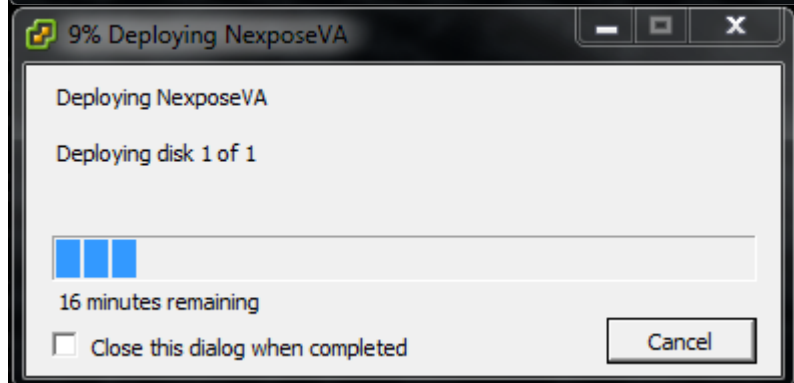 9% Deploying NexposeVA
Deploying NexposeVA
Deploying disk 1 of 1
16 minutes remaining
Close this dialog when completed
Cancel